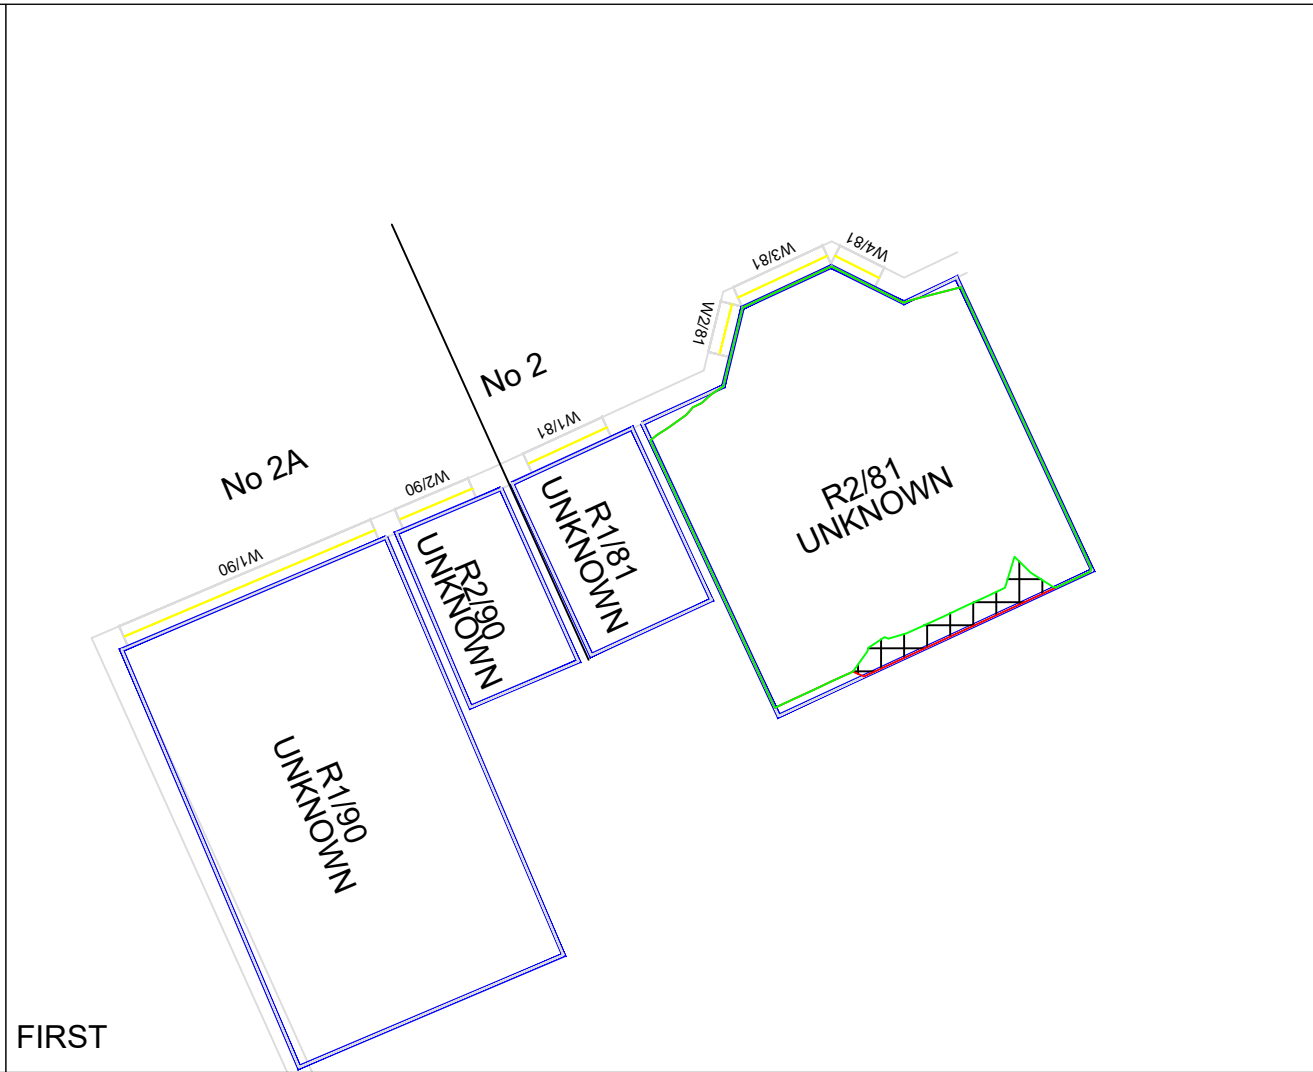 W3/81
W4/81
W2/81
No 2
W1/81
No 2A
W2/90
W1/90
R2/81
UNKNOWN
R1/81
UNKNOWN
R2/90
UNKNOWN
R1/90
UNKNOWN
FIRST